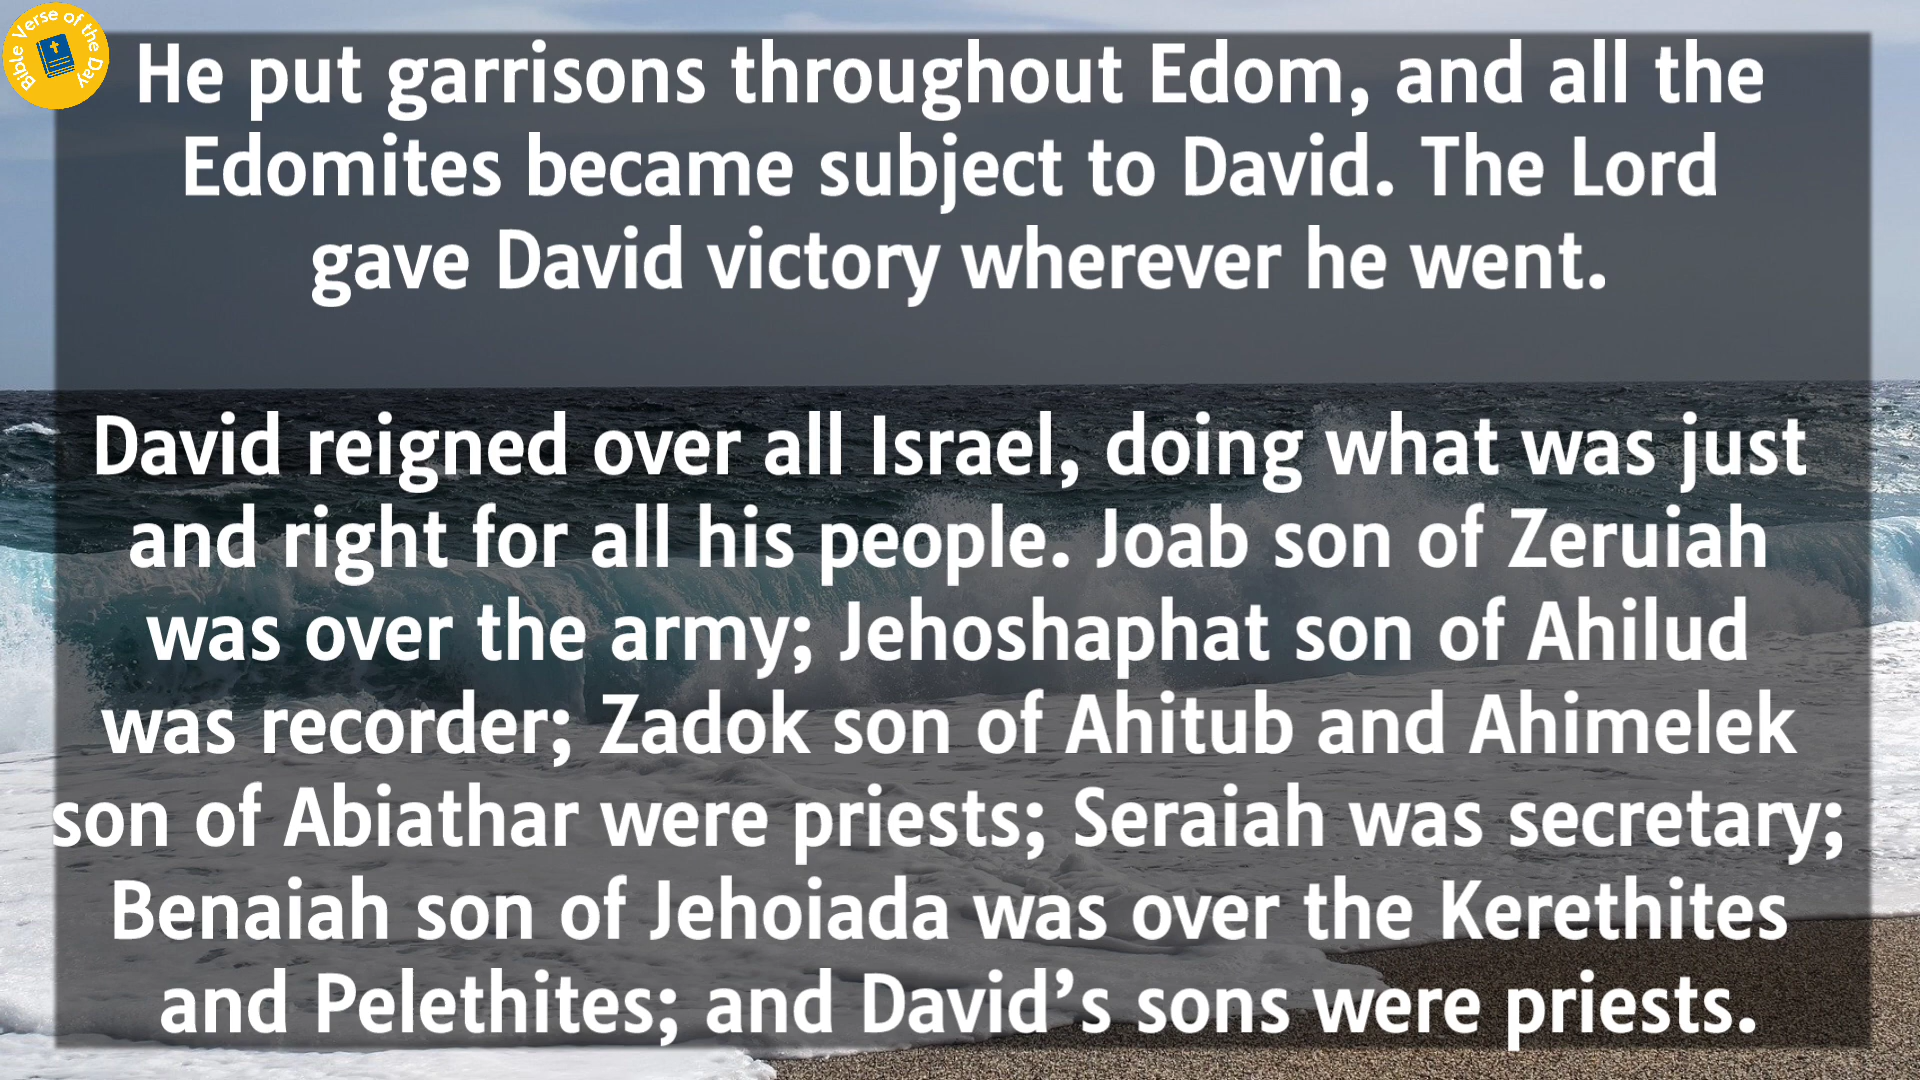 Bible Verse of the Day
He put garrisons throughout Edom, and all the
Edomites became subject to David. The Lord
gave David victory wherever he went.
David reigned over all Israel, doing what was just
and right for all his people. Joab son of Zeruiah
was over the army; Jehoshaphat son of Ahilud
was recorder; Zadok son of Ahitub and Ahimelek
son of Abiathar were priests; Seraiah was secretary;
Benaiah son of Jehoiada was over the Kerethites
and Pelethites; and David’s sons were priests.